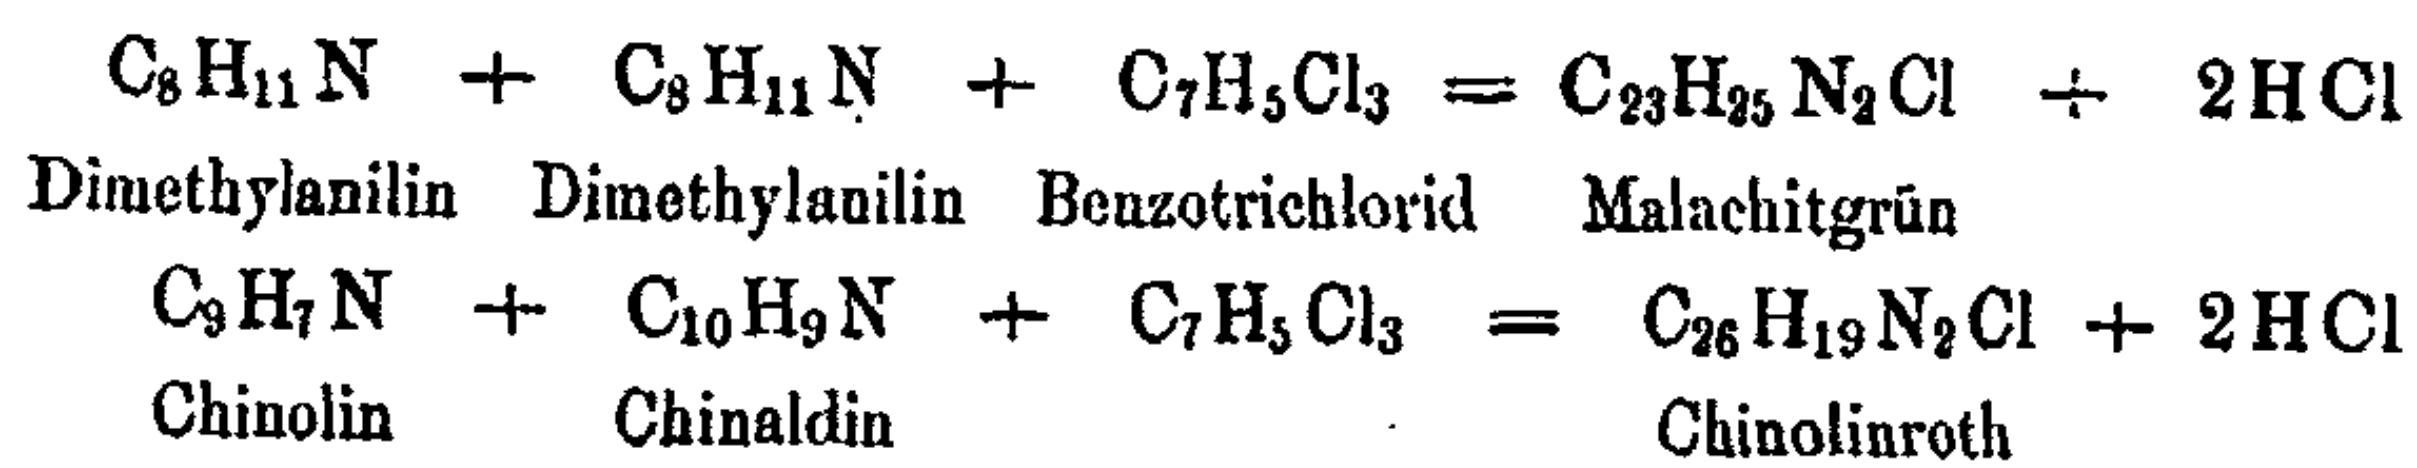 C₈H₁₁N + C₈H₁₁N + C₇H₅Cl₃ = C₂₃H₂₅N₂Cl + 2HCl
Dimethylanilin Dimethylanilin Benzotrichlorid Malachitgrün
C₉H₇N + C₁₀H₉N + C₇H₅Cl₃ = C₂₆H₁₉N₂Cl + 2HCl
Chinolin Chinaldin Chinolinroth